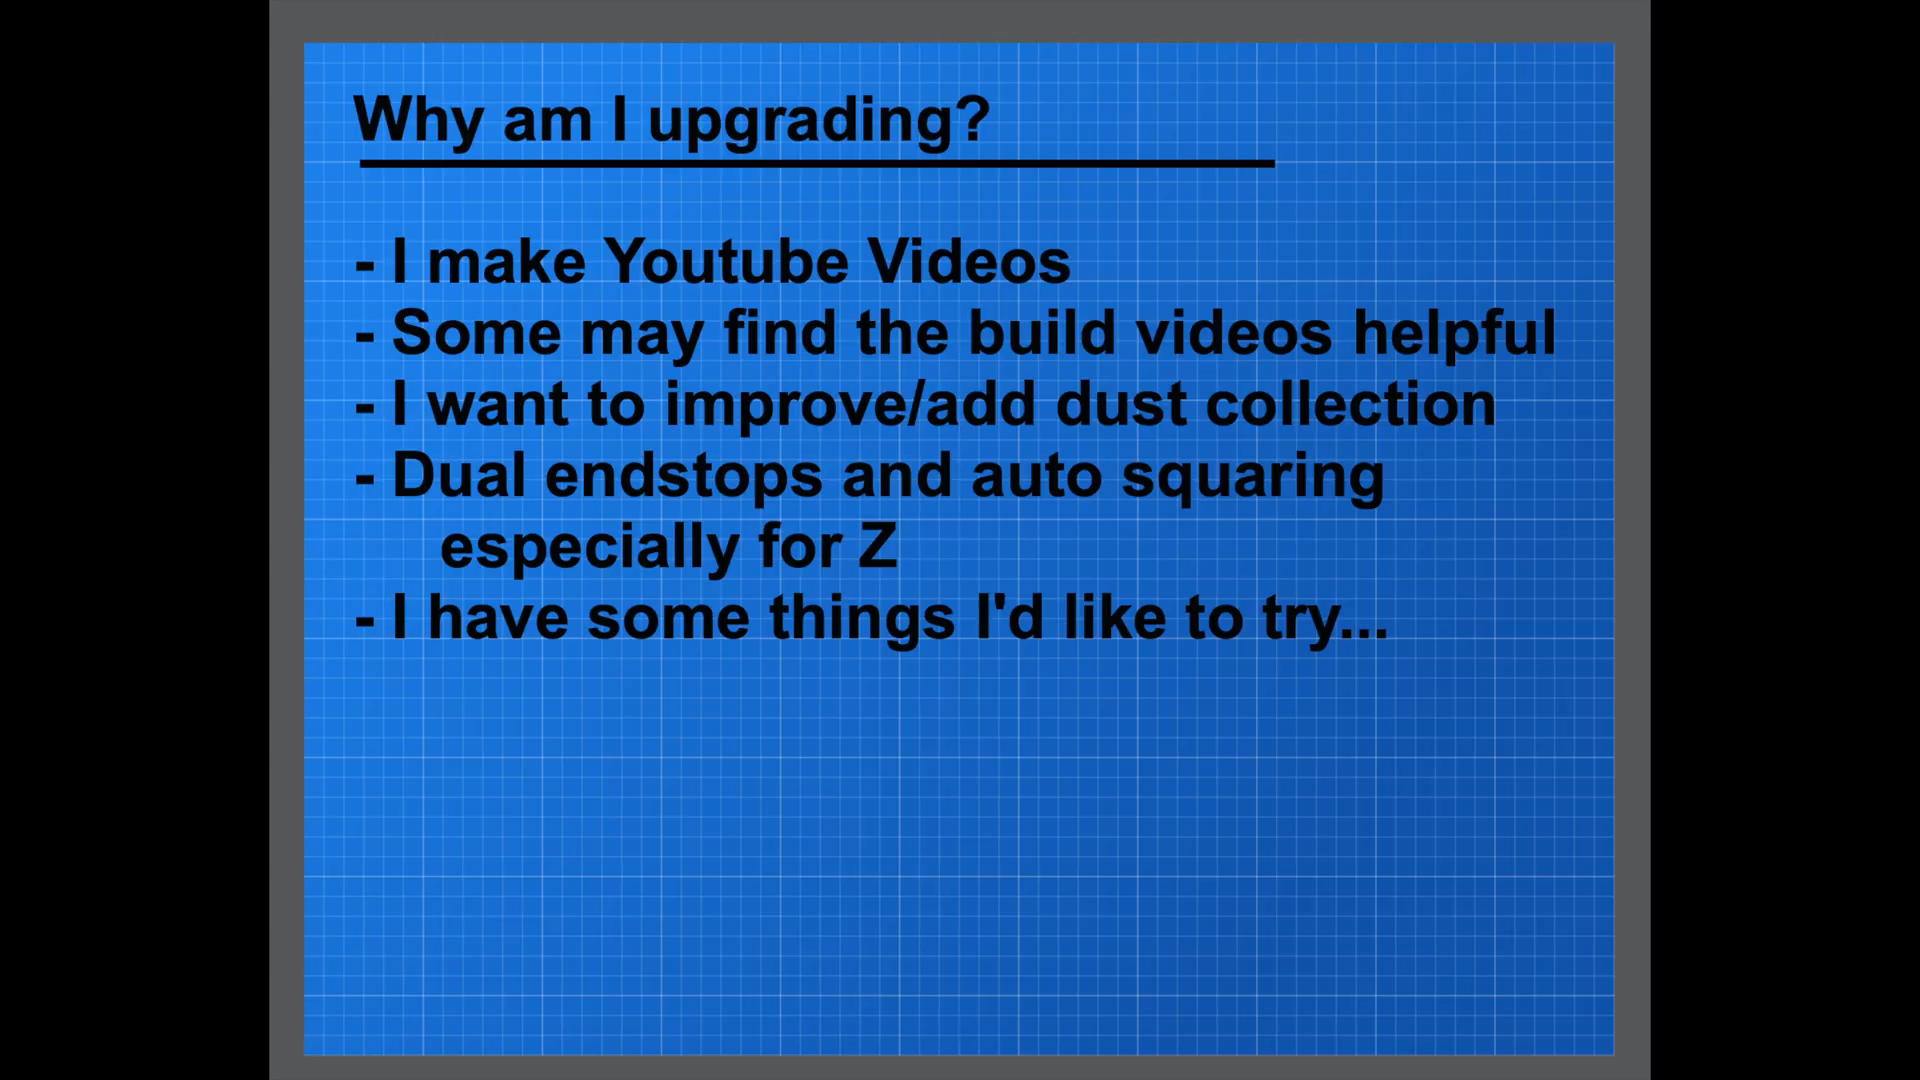 Why am I upgrading?
- I make Youtube Videos
- Some may find the build videos helpful
- I want to improve/add dust collection
- Dual endstops and auto squaring
especially for Z
- I have some things I'd like to try...